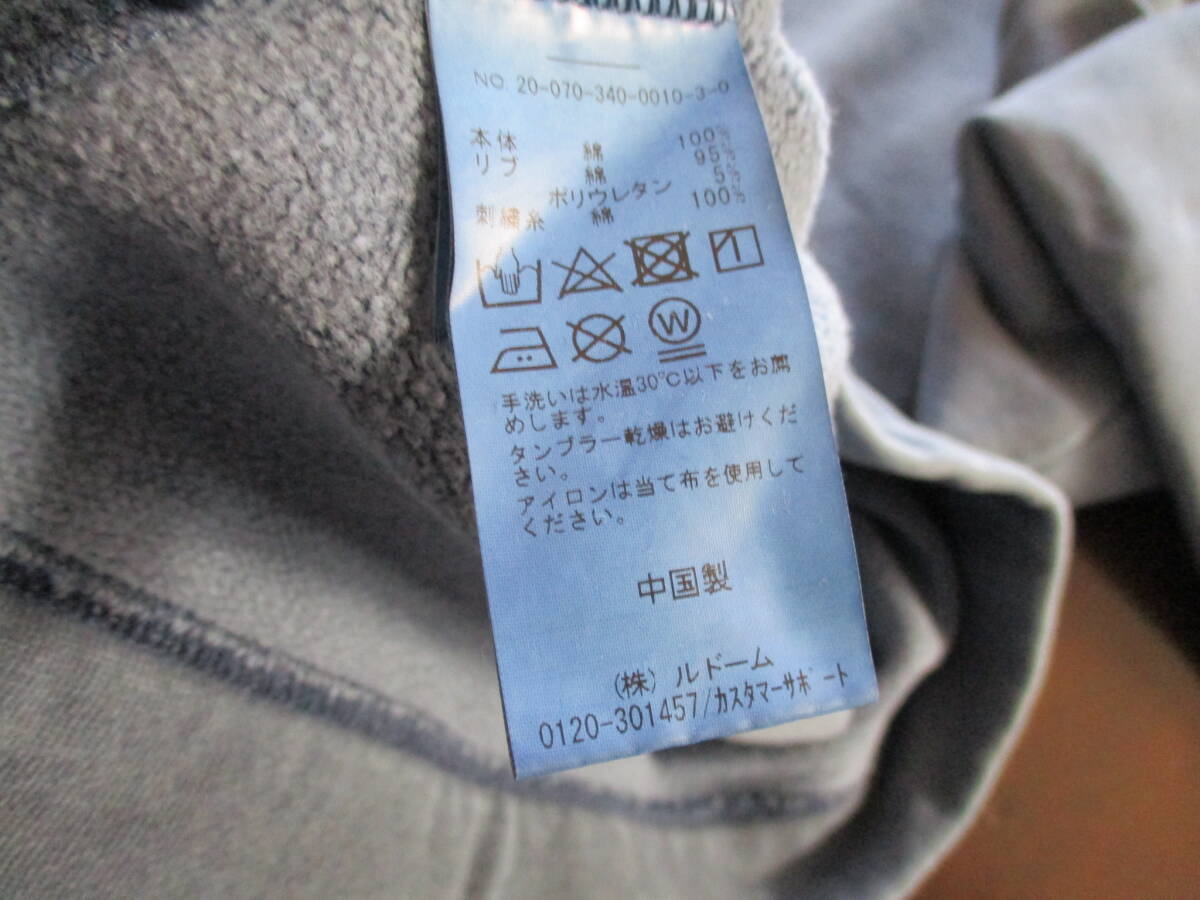 NO. 20-070-340-0010-3-0
本体 綿 100%
リブ 綿 95%
ポリウレタン 5%
刺繍糸 綿 100%
W
手洗いは水温30℃以下をお薦
めします。
タンブラー乾燥はお避けくだ
さい。
アイロンは当て布を使用して
ください。
中国製
(株) ルドーム
0120-301457/カスタマーサポート